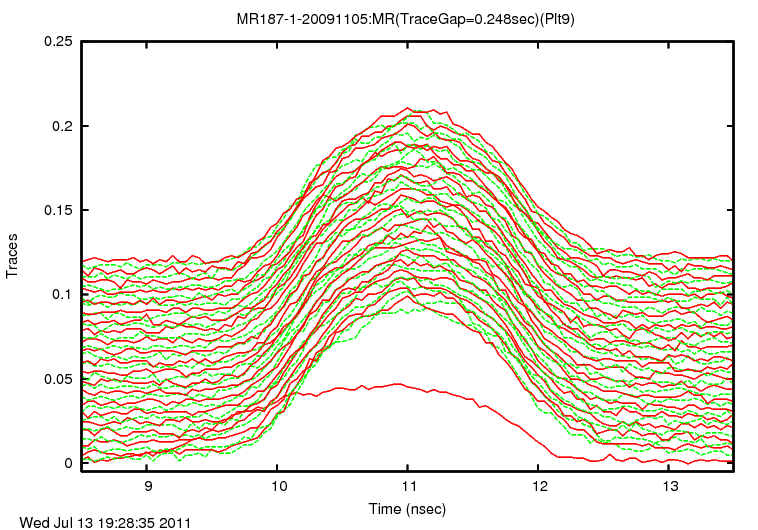 MR187-1-20091105:MR(TraceGap=0.248sec)(Plt9)
0.25
0.2
0.15
0.1
0.05
0
Traces
9 10 11 12 13
Time (nsec)
Wed Jul 13 19:28:35 2011